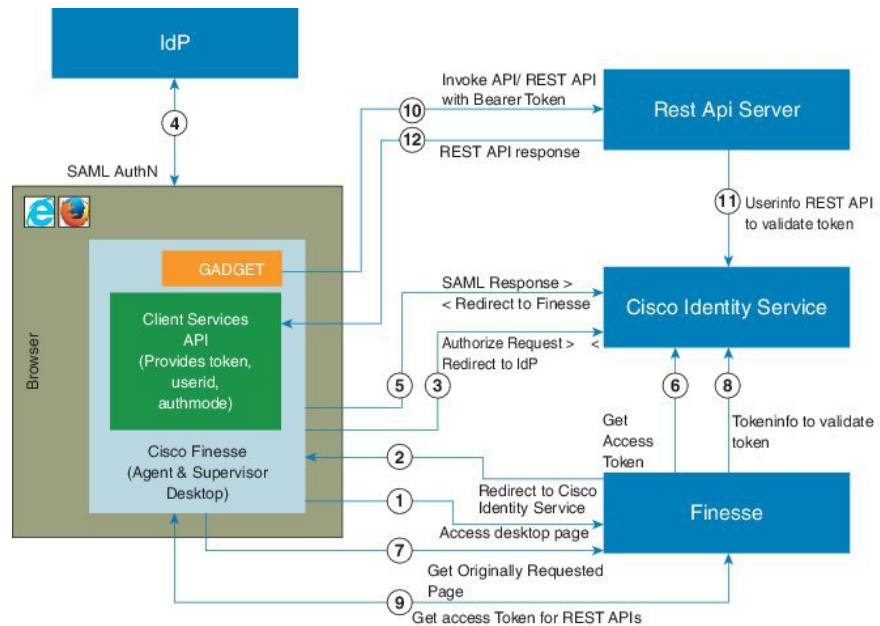 IdP
Invoke API/ REST API
with Bearer Token
10
Rest Api Server
4
12
REST API response
SAML AuthN
11
Userinfo REST API
to validate token
GADGET
SAML Response >
< Redirect to Finesse
Cisco Identity Service
Client Services
API
(Provides token,
userid,
authmode)
Authorize Request > <
Redirect to IdP
Browser
5
3
6
8
Get
Access
Token
Tokeninfo to validate
token
Cisco Finesse
(Agent & Supervisor
Desktop)
2
Redirect to Cisco
Identity Service
1
Access desktop page
Finesse
7
Get Originally Requested
Page
9
Get access Token for REST APIs